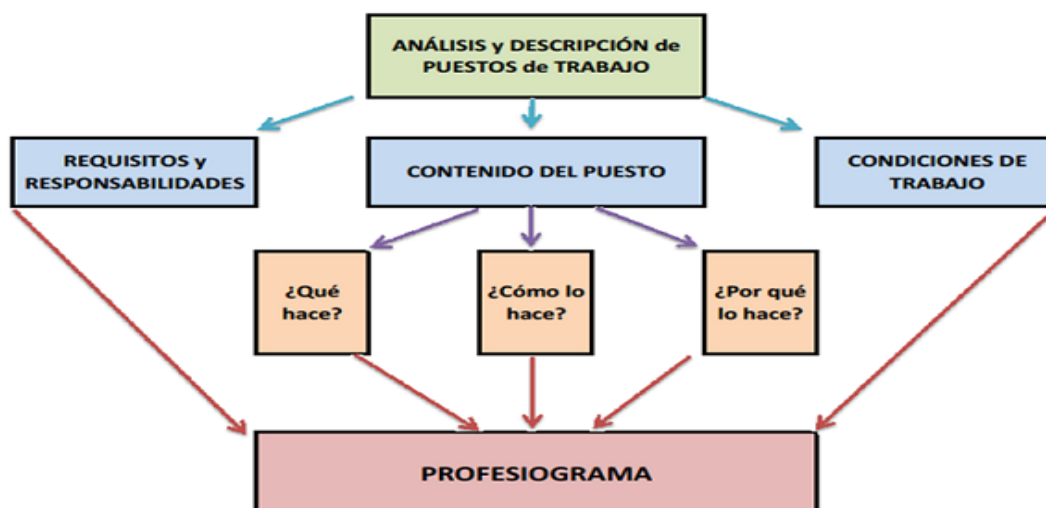 ANÁLISIS y DESCRIPCIÓN de
PUESTOS de TRABAJO
REQUISITOS y
RESPONSABILIDADES
CONTENIDO DEL PUESTO
CONDICIONES DE
TRABAJO
¿Qué
hace?
¿Cómo lo
hace?
¿Por qué
lo hace?
PROFESIOGRAMA